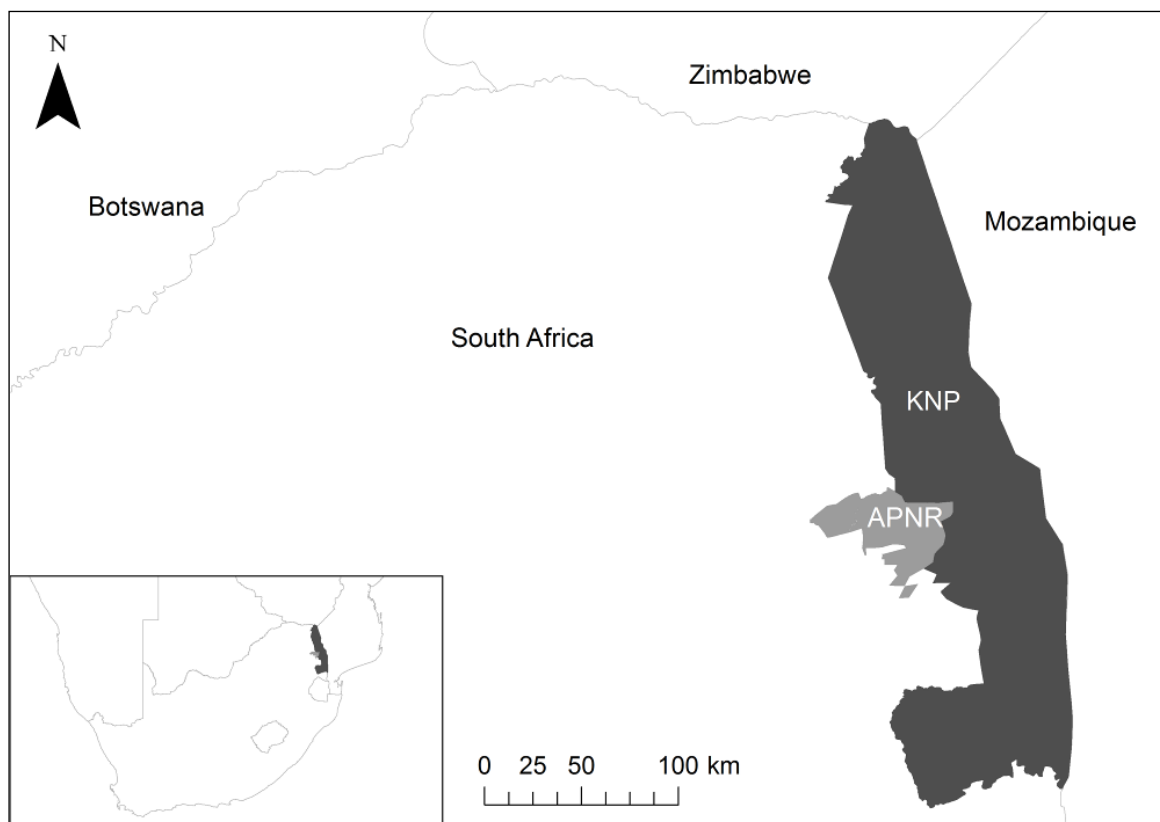 N
Zimbabwe
Botswana
Mozambique
South Africa
KNP
APNR
0 25 50 100 km